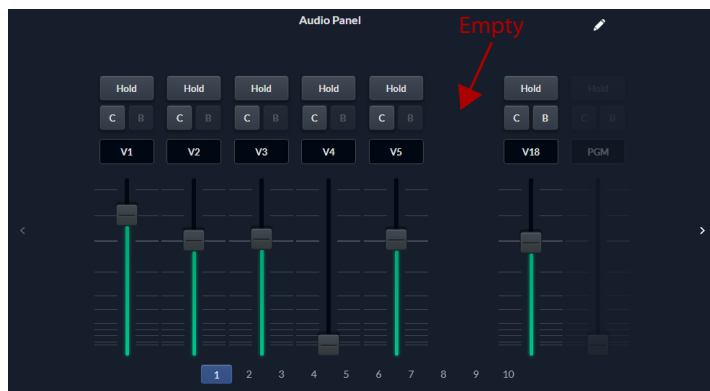 Audio Panel
Empty
Hold Hold Hold Hold Hold Hold Hold
C B C B C B C B C B C B C B
V1 V2 V3 V4 V5 V18 PGM
1 2 3 4 5 6 7 8 9 10